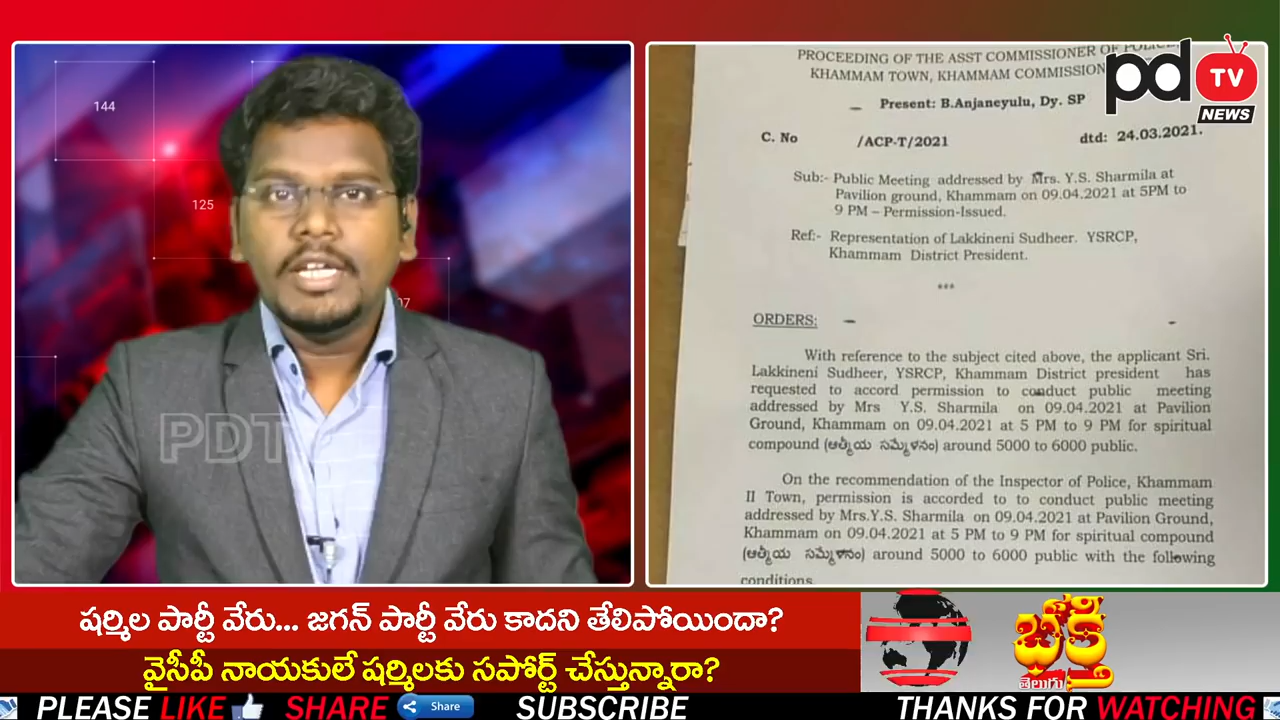 144
125
PDT
PROCEEDING OF THE ASST COMMISSIONER OF
KHAMMAM TOWN, KHAMMAM
Present: B.Anjaneyulu, Dy. SP
C. No /ACP-T/2021 dtd: 24.03.2021.
Sub:- Public Meeting addressed by Mrs. Y.S. Sharmila at
Pavilion ground, Khammam on 09.04.2021 at 5PM to
9 PM – Permission-Issued.
Ref:- Representation of Lakkineni Sudheer. YSRCP,
Khammam District President.
***
ORDERS:
With reference to the subject cited above, the applicant Sri.
Lakkineni Sudheer, YSRCP, Khammam District president has
requested to accord permission to conduct public meeting
addressed by Mrs Y.S. Sharmila on 09.04.2021 at Pavilion
Ground, Khammam on 09.04.2021 at 5 PM to 9 PM for spiritual
compound (ఆత్మీయ సమ్మేళనం) around 5000 to 6000 public.
On the recommendation of the Inspector of Police, Khammam
II Town, permission is accorded to to conduct public meeting
addressed by Mrs.Y.S. Sharmila on 09.04.2021 at Pavilion Ground,
Khammam on 09.04.2021 at 5 PM to 9 PM for spiritual compound
(ఆత్మీయ సమ్మేళనం) around 5000 to 6000 public with the following
conditions.
pd TV
NEWS
షర్మిల పార్టీ వేరు... జగన్ పార్టీ వేరు కాదని తేలిపోయిందా?
వైసీపీ నాయకులే షర్మిలకు సపోర్ట్ చేస్తున్నారా?
భక్తి
తెలుగు
PLEASE LIKE SHARE Share SUBSCRIBE THANKS FOR WATCHING